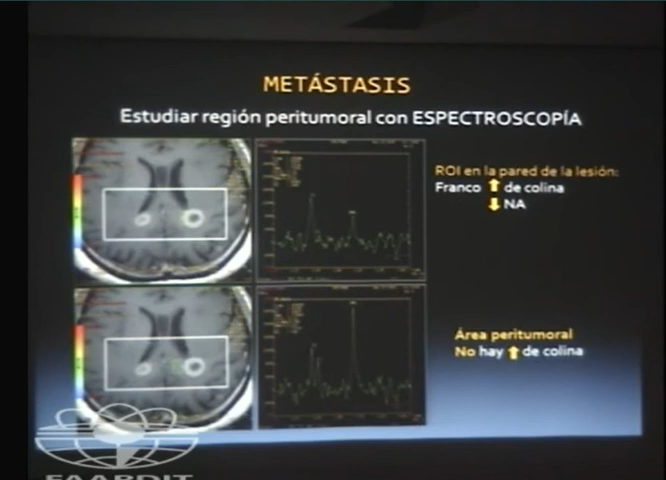 METÁSTASIS
Estudiar región peritumoral con ESPECTROSCOPÍA
ROI en la pared de la lesión:
Franco ⬆ de colina
⬇ NA
Área peritumoral
No hay ⬆ de colina
FAARDIT